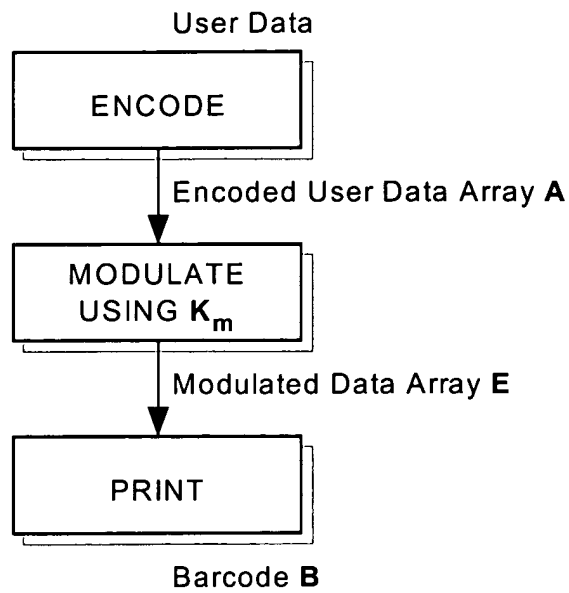 User Data
ENCODE
Encoded User Data Array A
MODULATE
USING Km
Modulated Data Array E
PRINT
Barcode B